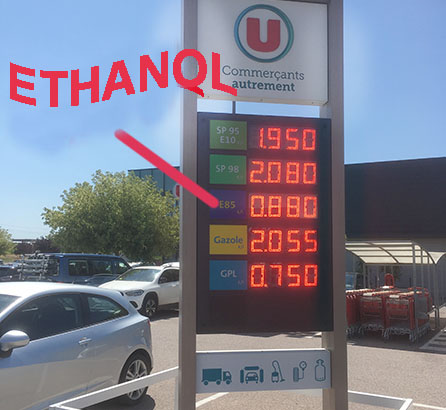 U
Commerçants
autrement
ETHANQL
SP 95
E10
1.950
SP 98
2.080
E85
0.880
Gazole
2.055
GPL
0.750